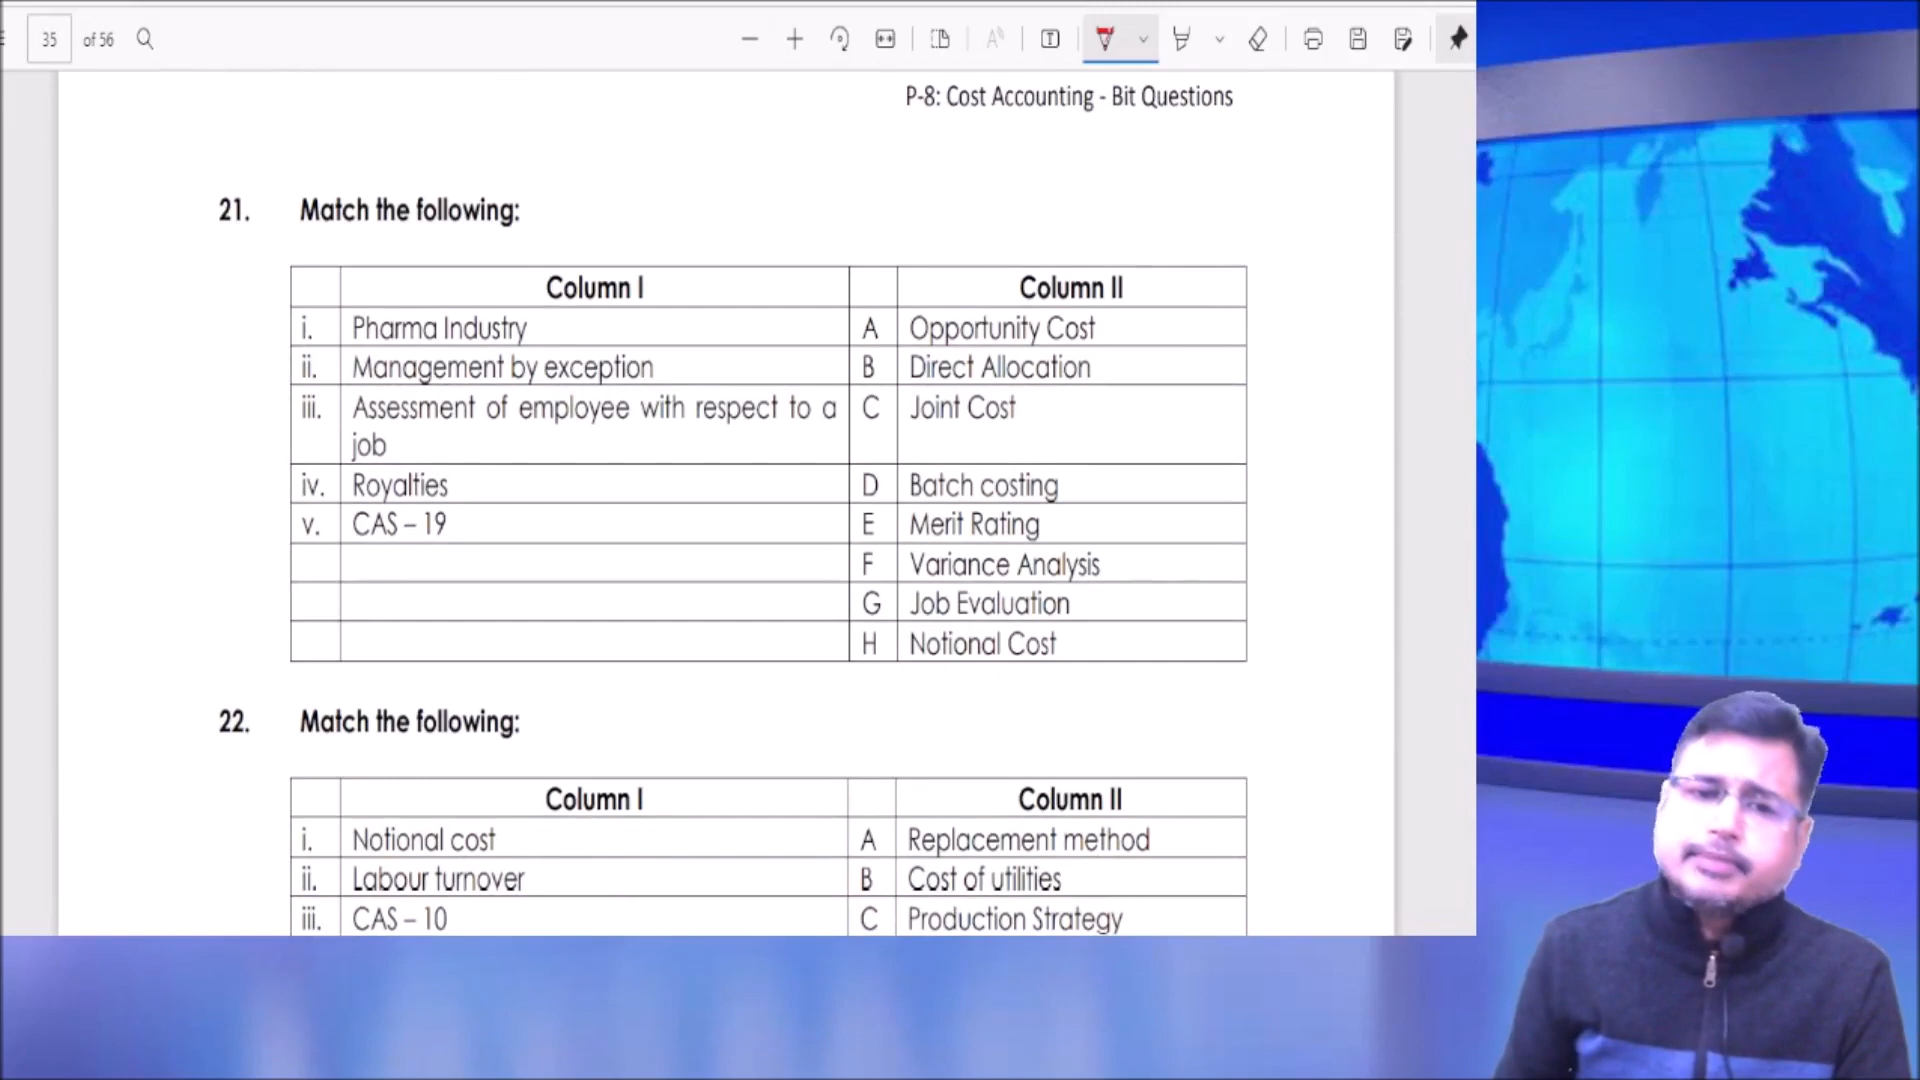 35 of 56
P-8: Cost Accounting - Bit Questions
21. Match the following:
Column I Column II
i. Pharma Industry A Opportunity Cost
ii. Management by exception B Direct Allocation
iii. Assessment of employee with respect to a C Joint Cost
job
iv. Royalties D Batch costing
v. CAS – 19 E Merit Rating
F Variance Analysis
G Job Evaluation
H Notional Cost
22. Match the following:
Column I Column II
i. Notional cost A Replacement method
ii. Labour turnover B Cost of utilities
iii. CAS – 10 C Production Strategy